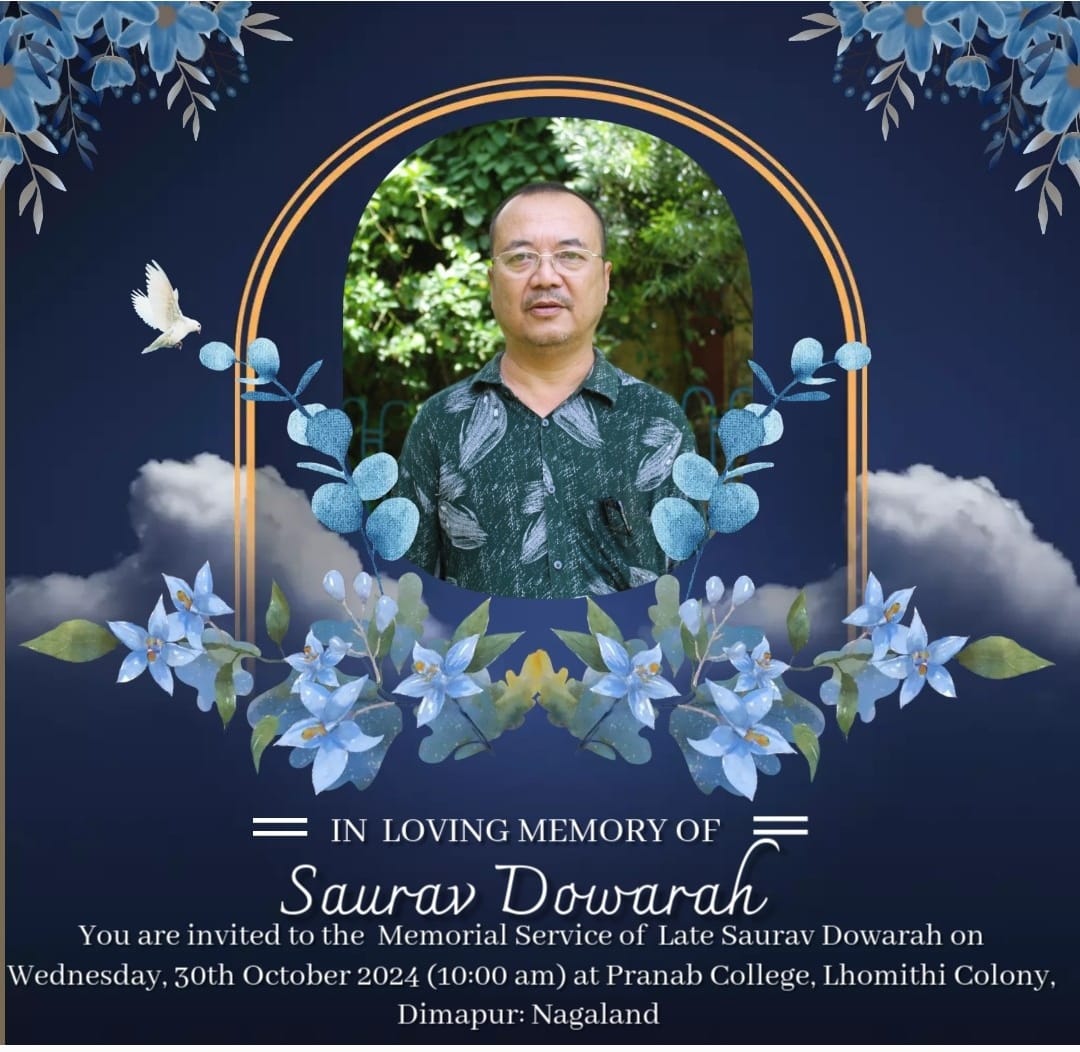 IN LOVING MEMORY OF
Saurav Dowarah
You are invited to the Memorial Service of Late Saurav Dowarah on
Wednesday, 30th October 2024 (10:00 am) at Pranab College, Lhomithi Colony,
Dimapur: Nagaland